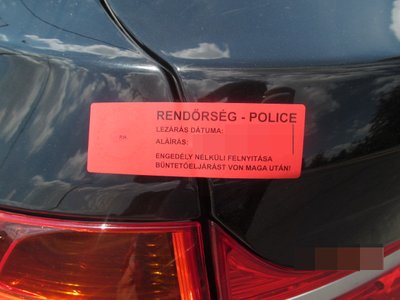 RENDŐRSÉG - POLICE
LEZÁRÁS DÁTUMA:
ALÁÍRÁS:
ENGEDÉLY NÉLKÜLI FELNYITÁSA
BÜNTETŐELJÁRÁST VON MAGA UTÁN!